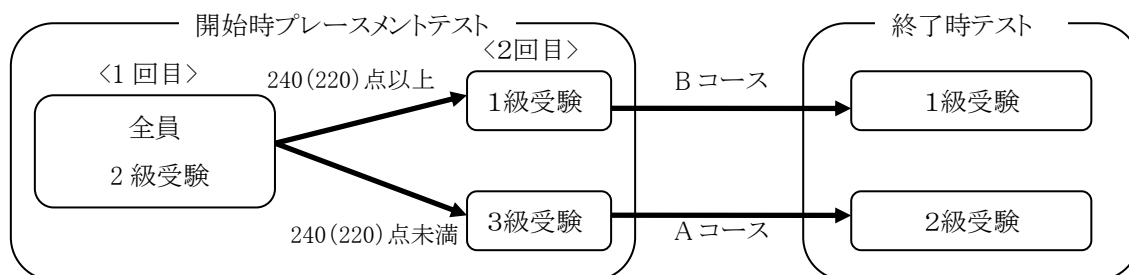 開始時プレースメントテスト
<1回目>
全員
2級受験
240(220)点以上
240(220)点未満
<2回目>
1級受験
3級受験
Bコース
Aコース
終了時テスト
1級受験
2級受験